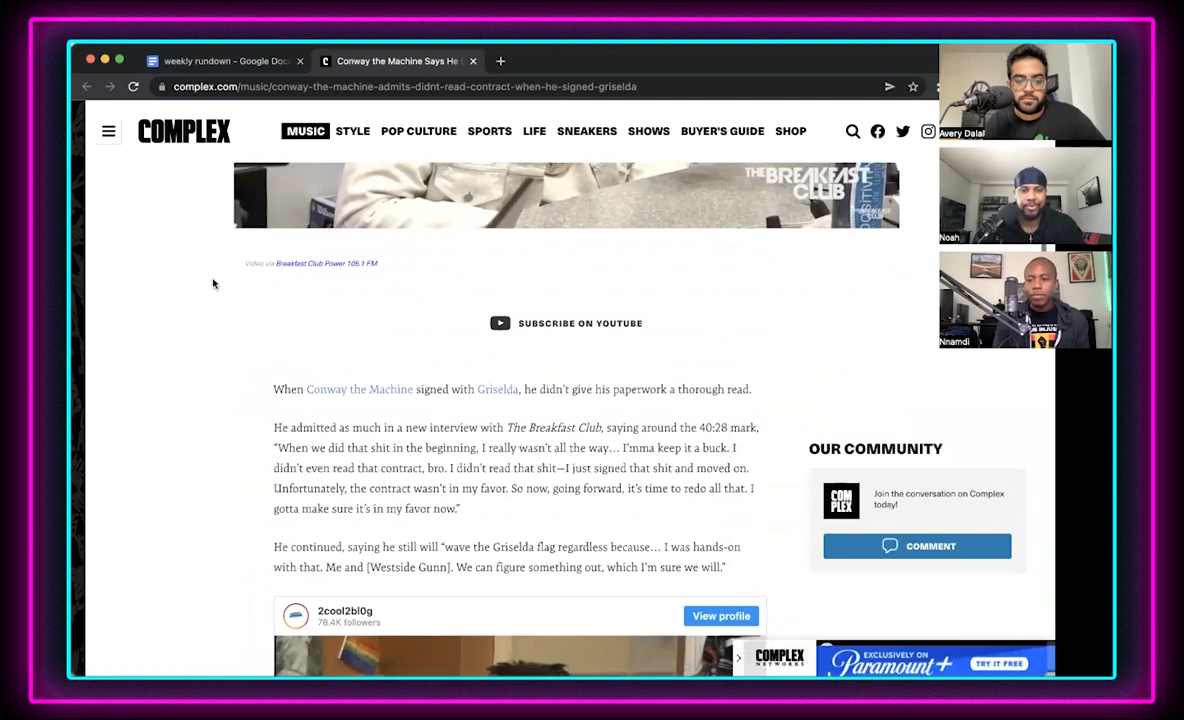 weekly rundown - Google Doc
Conway the Machine Says He
complex.com/music/conway-the-machine-admits-didnt-read-contract-when-he-signed-griselda
COMPLEX
MUSIC STYLE POP CULTURE SPORTS LIFE SNEAKERS SHOWS BUYER'S GUIDE SHOP
Avery Dalal
Noah
Nnamdi
THE BREAKFAST
CLUB
Video via Breakfast Club Power 105.1 FM
SUBSCRIBE ON YOUTUBE
When Conway the Machine signed with Griselda, he didn't give his paperwork a thorough read.
He admitted as much in a new interview with The Breakfast Club, saying around the 40:28 mark,
“When we did that shit in the beginning, I really wasn't all the way… I'mma keep it a buck. I
didn't even read that contract, bro. I didn't read that shit—I just signed that shit and moved on.
Unfortunately, the contract wasn't in my favor. So now, going forward, it's time to redo all that. I
gotta make sure it's in my favor now.”
He continued, saying he still will “wave the Griselda flag regardless because… I was hands-on
with that. Me and [Westside Gunn]. We can figure something out, which I'm sure we will.”
OUR COMMUNITY
COM
PLEX
Join the conversation on Complex
today!
COMMENT
2cool2bl0g
78.4K followers
View profile
COMPLEX
NETWORKS
EXCLUSIVELY ON
Paramount+
TRY IT FREE